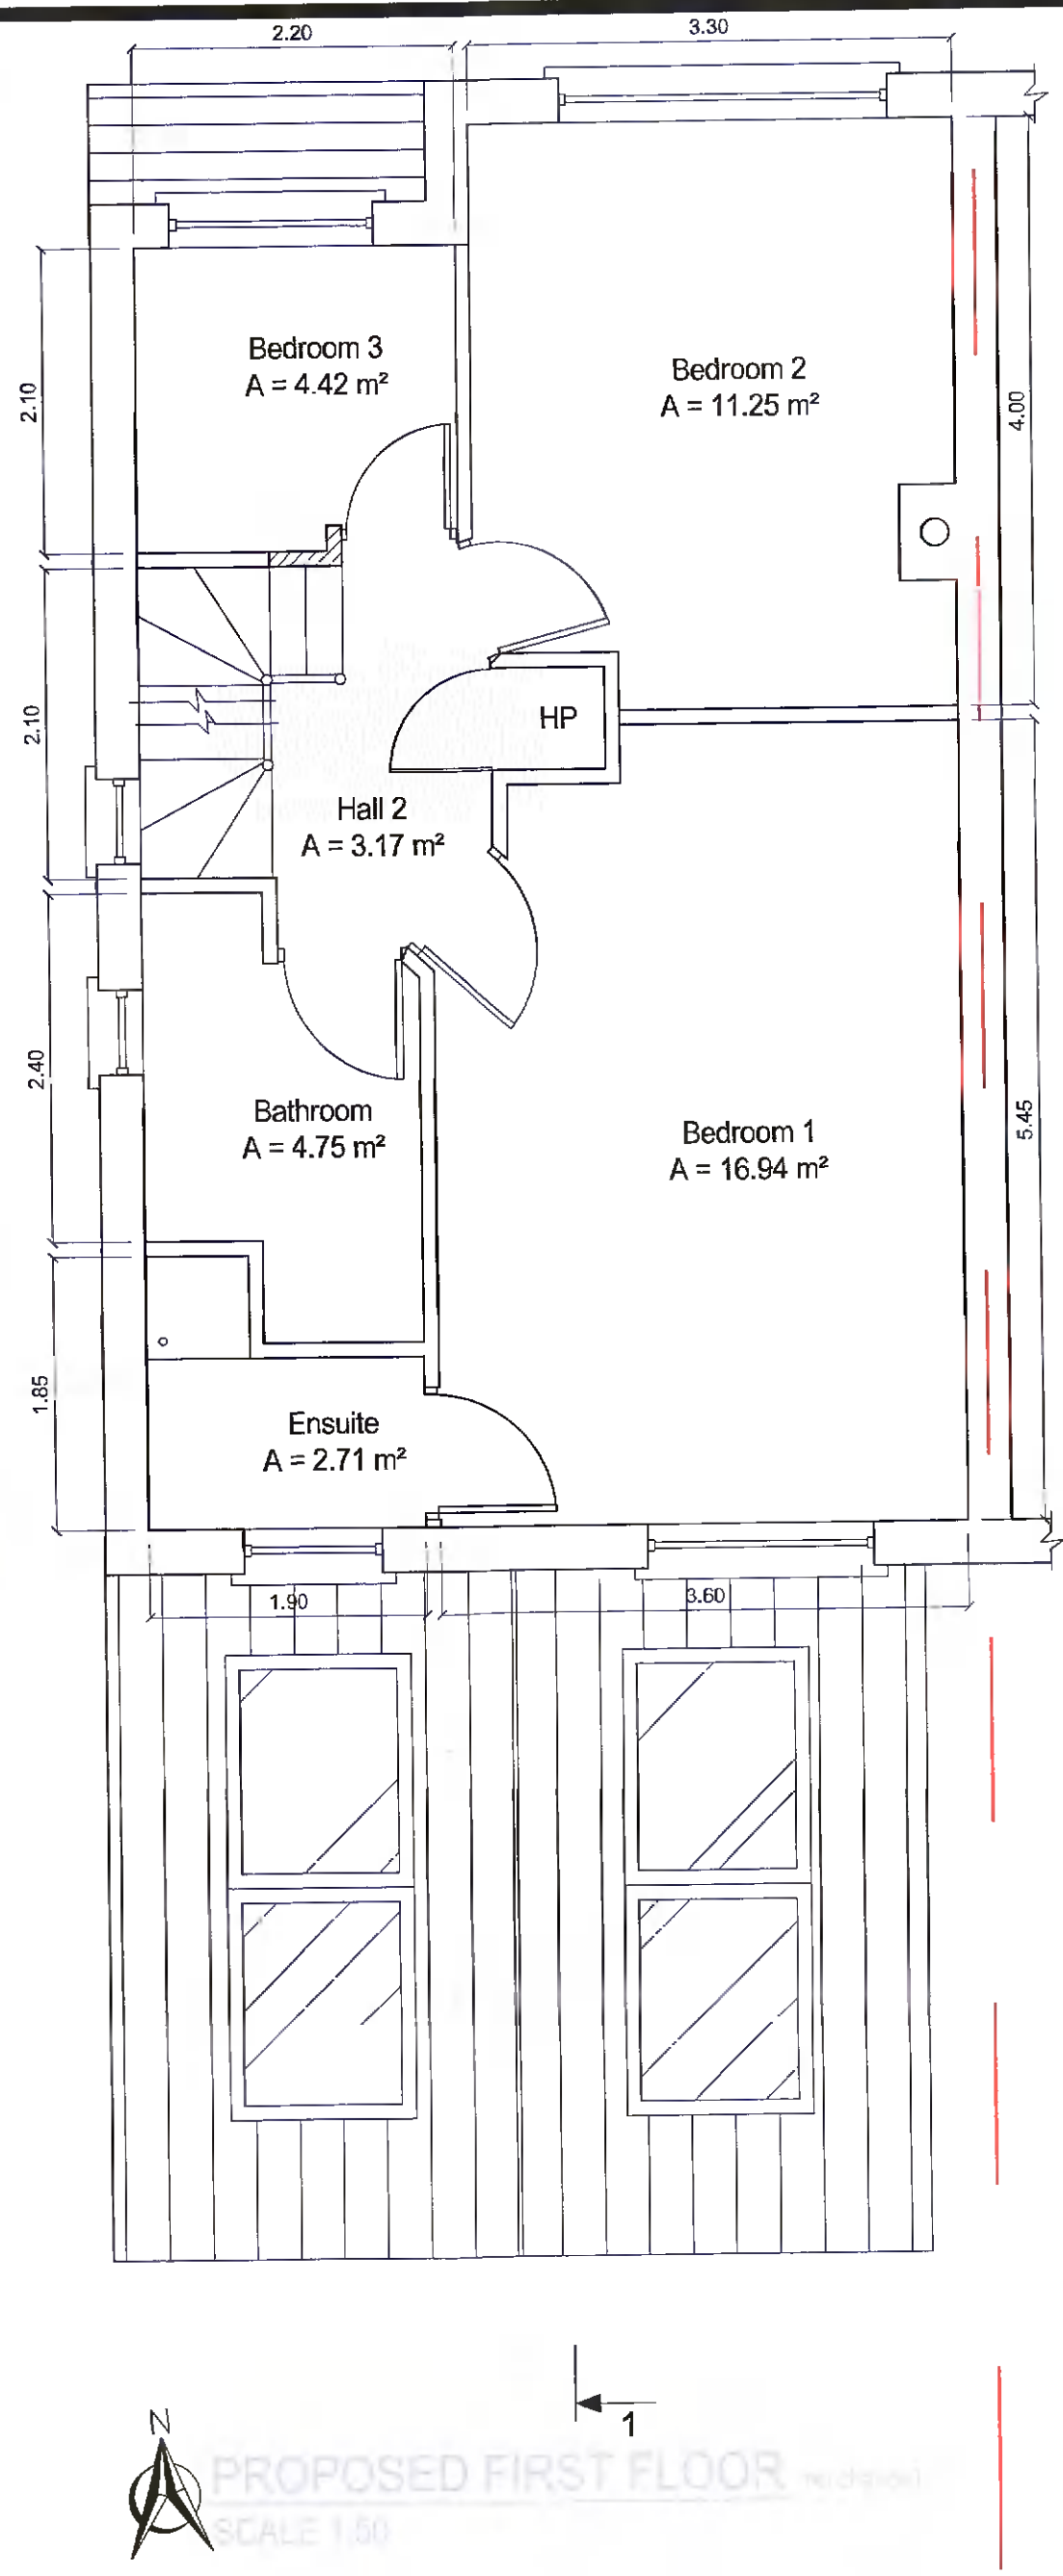 2.20
3.30
Bedroom 3
A = 4.42 m²
Bedroom 2
A = 11.25 m²
2.10
4.00
HP
2.10
Hall 2
A = 3.17 m²
2.40
Bathroom
A = 4.75 m²
Bedroom 1
A = 16.94 m²
5.45
1.85
Ensuite
A = 2.71 m²
1.90
3.60
1
N
PROPOSED FIRST FLOOR
SCALE 1:50